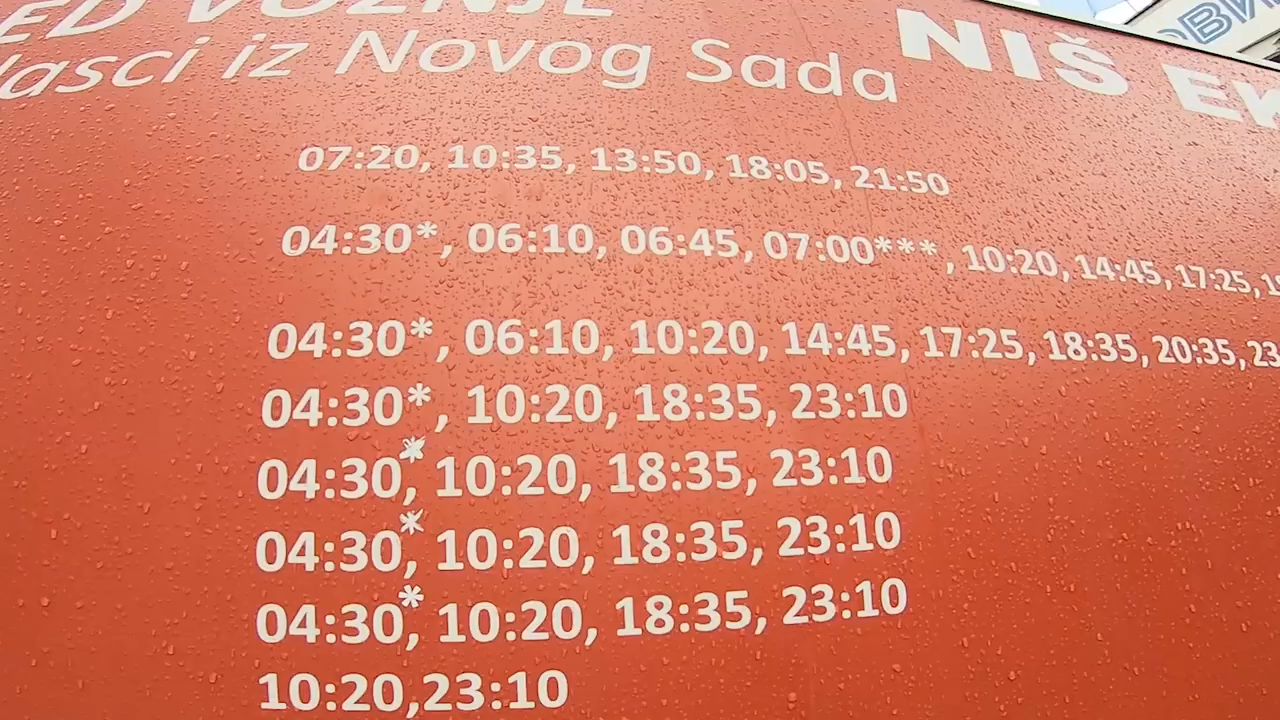 RED VOŽNJE
NIŠ
Polasci iz Novog Sada
07:20, 10:35, 13:50, 18:05, 21:50
04:30*, 06:10, 06:45, 07:00***, 10:20, 14:45, 17:25,
04:30*, 06:10, 10:20, 14:45, 17:25, 18:35, 20:35,
04:30*, 10:20, 18:35, 23:10
04:30*, 10:20, 18:35, 23:10
04:30*, 10:20, 18:35, 23:10
04:30*, 10:20, 18:35, 23:10
10:20,23:10